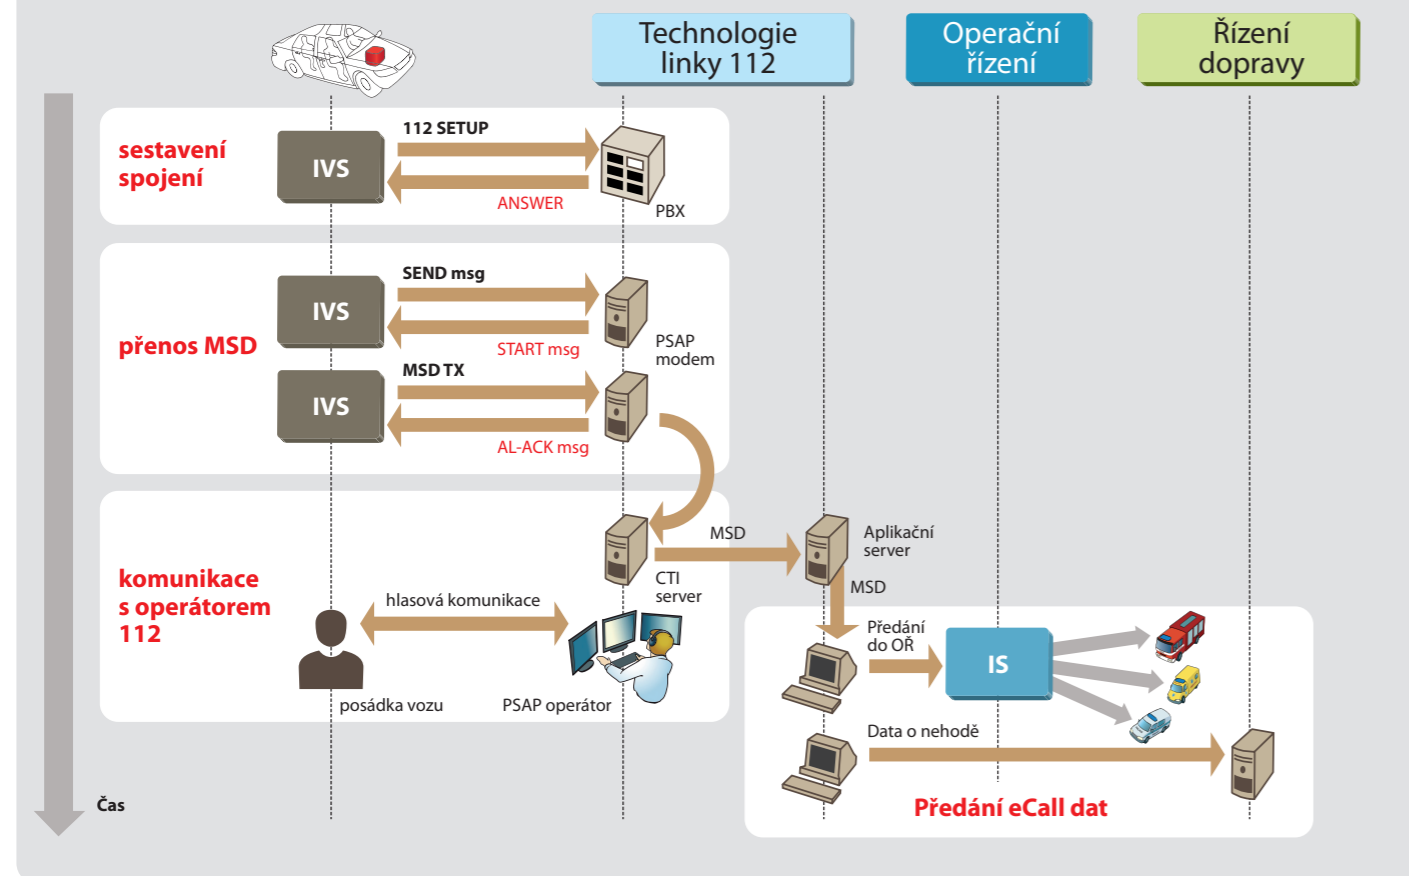 Technologie
linky 112
Operační
řízení
Řízení
dopravy
sestavení
spojení
IVS
112 SETUP
ANSWER
PBX
přenos MSD
IVS
SEND msg
START msg
PSAP
modem
IVS
MSD TX
AL-ACK msg
komunikace
s operátorem
112
MSD
CTI
server
Aplikační
server
MSD
hlasová komunikace
posádka vozu
PSAP operátor
Předání
do OŘ
IS
Data o nehodě
Předání eCall dat
Čas